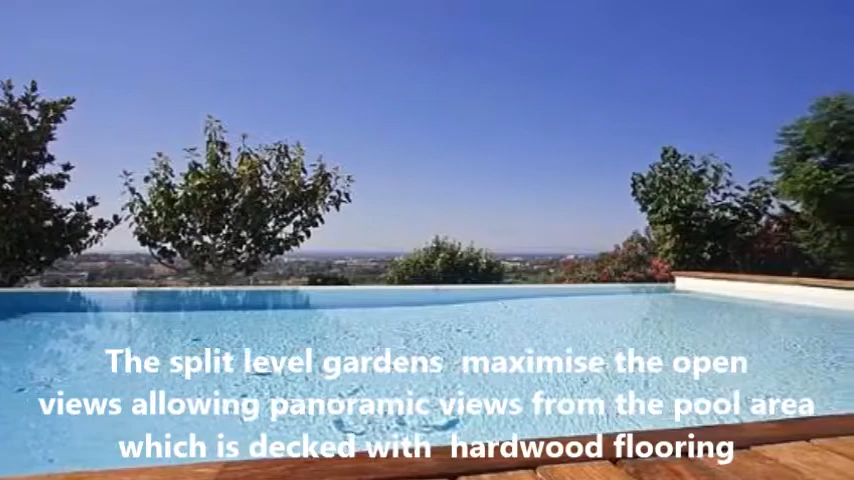 The split level gardens  maximise the open
views allowing panoramic views from the pool area
which is decked with  hardwood flooring